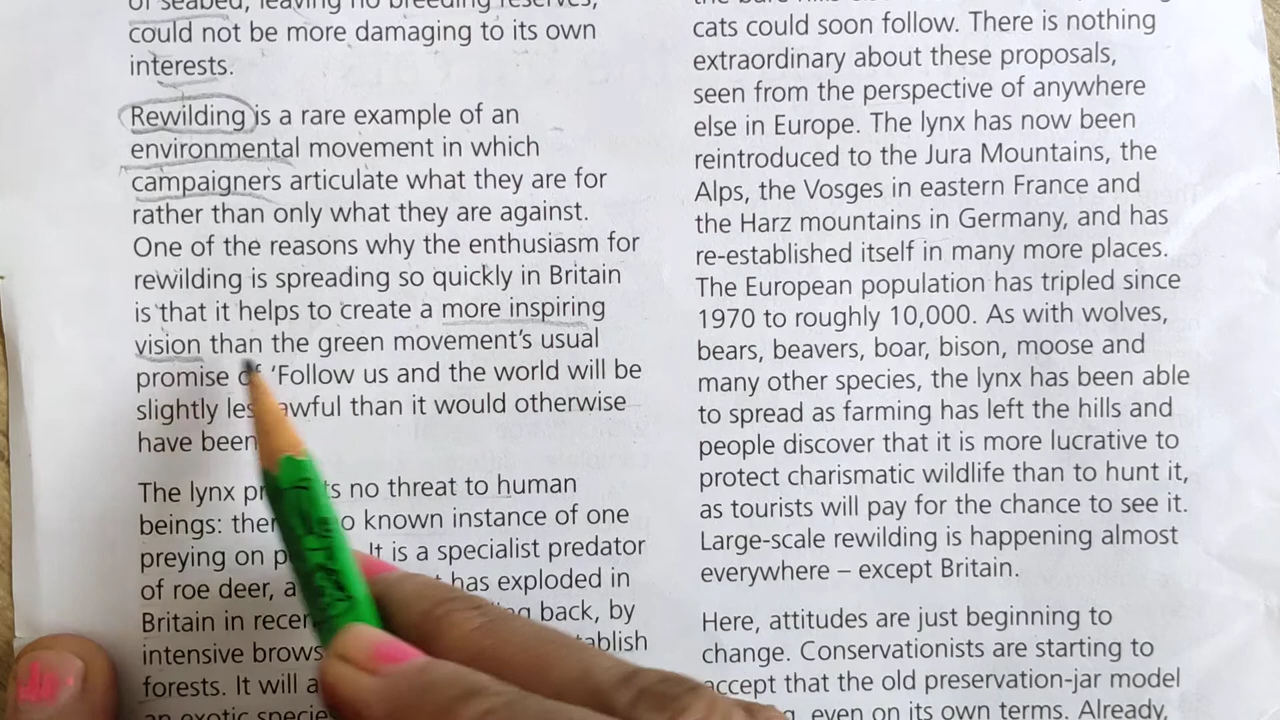 of seabed, leaving no breeding reserves,
could not be more damaging to its own
interests.
Rewilding is a rare example of an
environmental movement in which
campaigners articulate what they are for
rather than only what they are against.
One of the reasons why the enthusiasm for
rewilding is spreading so quickly in Britain
is that it helps to create a more inspiring
vision than the green movement's usual
promise of 'Follow us and the world will be
slightly less awful than it would otherwise
have been
The lynx no threat to human
beings: no known instance of one
preying on It is a specialist predator
of roe deer, a has exploded in
Britain in back, by
intensive
forests. It will
an exotic
cats could soon follow. There is nothing
extraordinary about these proposals,
seen from the perspective of anywhere
else in Europe. The lynx has now been
reintroduced to the Jura Mountains, the
Alps, the Vosges in eastern France and
the Harz mountains in Germany, and has
re-established itself in many more places.
The European population has tripled since
1970 to roughly 10,000. As with wolves,
bears, beavers, boar, bison, moose and
many other species, the lynx has been able
to spread as farming has left the hills and
people discover that it is more lucrative to
protect charismatic wildlife than to hunt it,
as tourists will pay for the chance to see it.
Large-scale rewilding is happening almost
everywhere – except Britain.
Here, attitudes are just beginning to
change. Conservationists are starting to
accept that the old preservation-jar model
even on its own terms. Already,